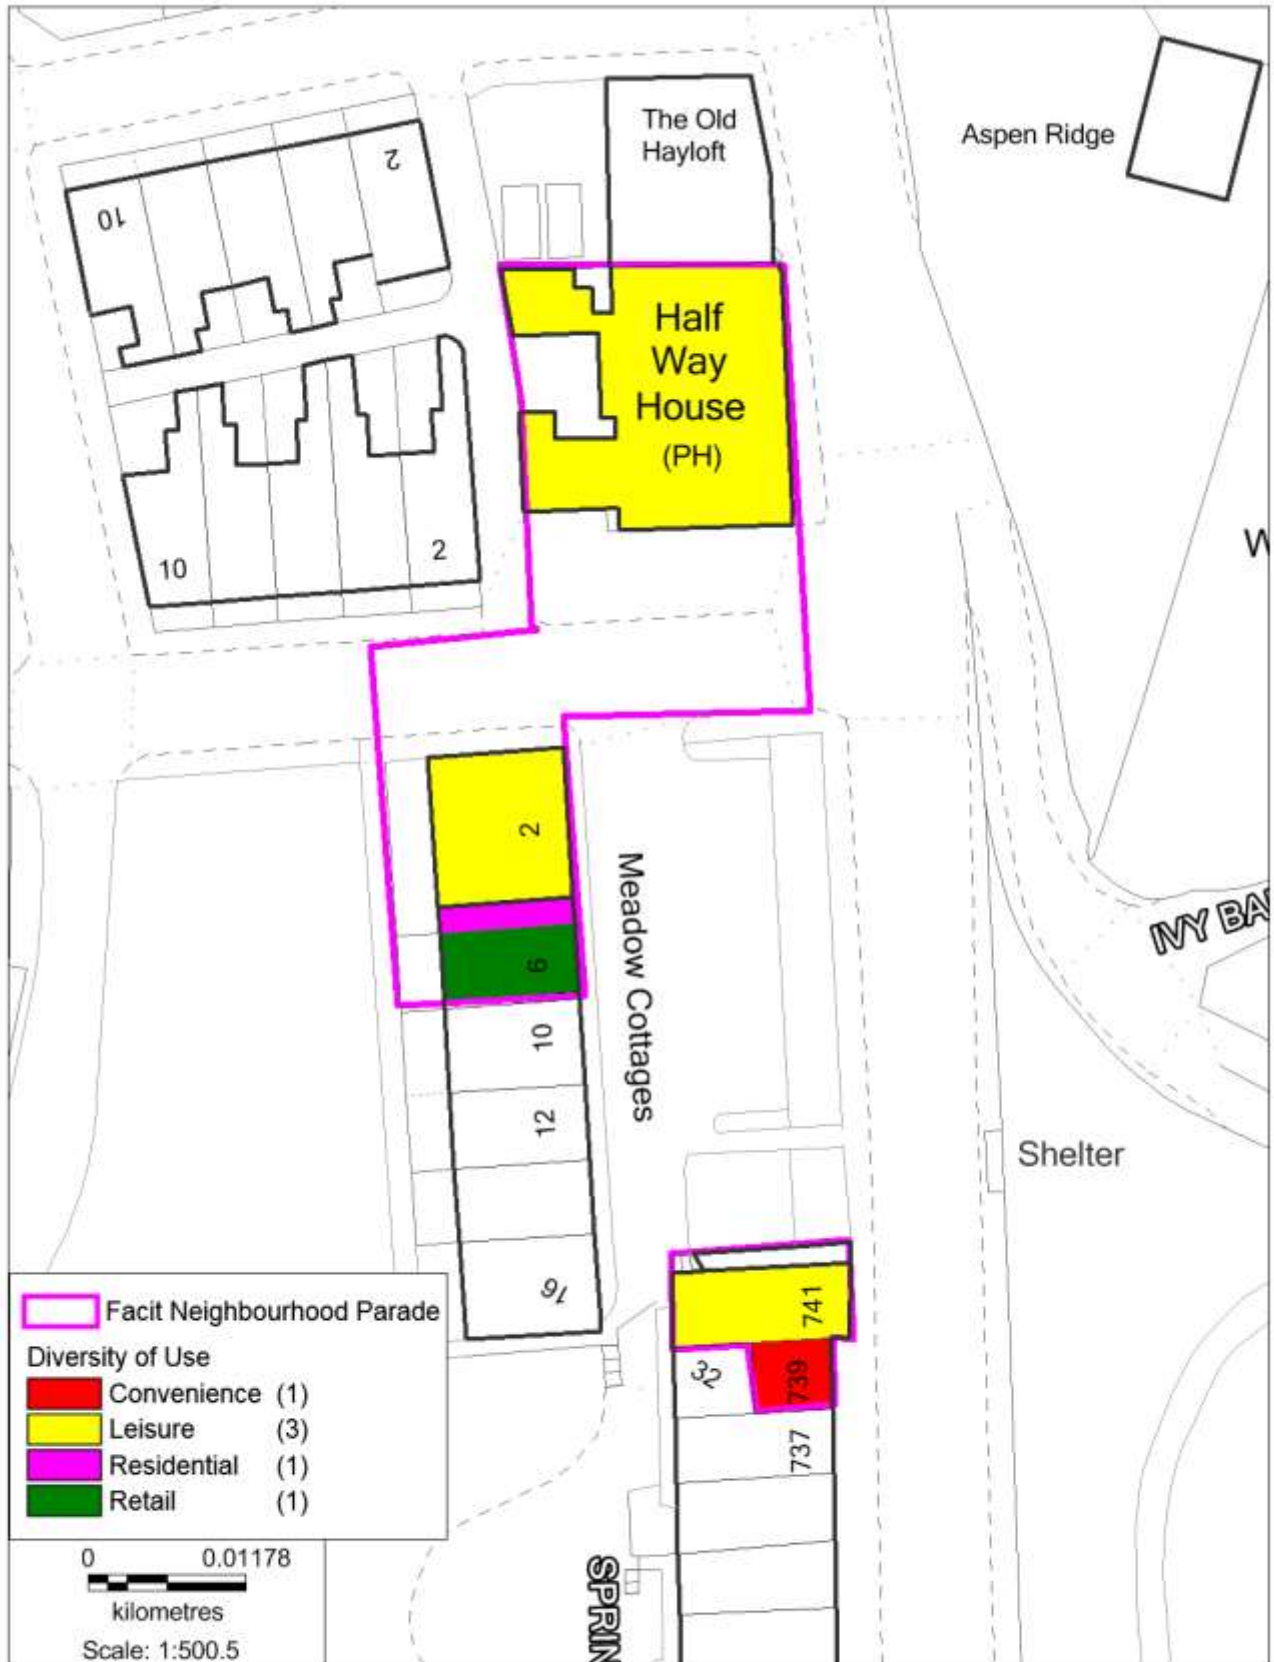 The Old
Hayloft
Aspen Ridge
2
10
Half
Way
House
(PH)
2
10
W
2
Meadow Cottages
IVY BA
6
10
12
Shelter
16
741
32
739
737
SPRIN
Facit Neighbourhood Parade
Diversity of Use
Convenience (1)
Leisure (3)
Residential (1)
Retail (1)
0 0.01178
kilometres
Scale: 1:500.5